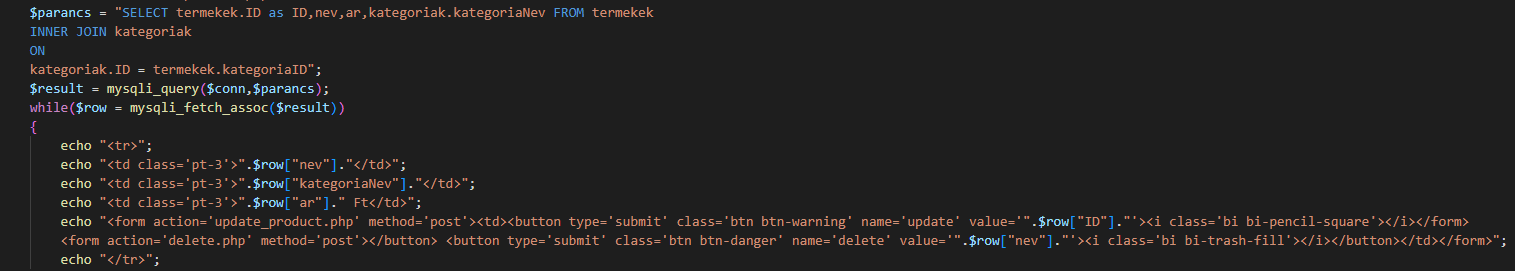 $parancs = "SELECT termekek.ID as ID,nev,ar,kategoriak.kategoriaNev FROM termekek
INNER JOIN kategoriak
ON
kategoriak.ID = termekek.kategoriaID";
$result = mysqli_query($conn,$parancs);
while($row = mysqli_fetch_assoc($result))
{
echo "<tr>";
echo "<td class='pt-3'>".$row["nev"]."</td>";
echo "<td class='pt-3'>".$row["kategoriaNev"]."</td>";
echo "<td class='pt-3'>".$row["ar"]." Ft</td>";
echo "<form action='update_product.php' method='post'><td><button type='submit' class='btn btn-warning' name='update' value='".$row["ID"]."'><i class='bi bi-pencil-square'></i></form>
<form action='delete.php' method='post'></button> <button type='submit' class='btn btn-danger' name='delete' value='".$row["nev"]."'><i class='bi bi-trash-fill'></i></button></td></form>";
echo "</tr>";